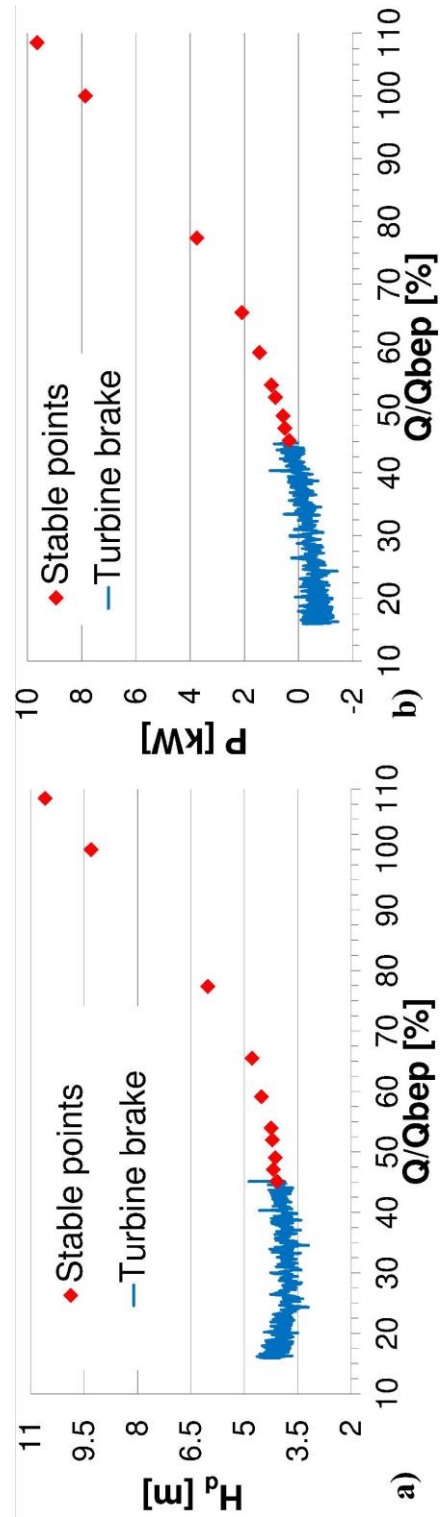 11
9.5
8
6.5
5
3.5
2
H_d [m]
Stable points
Turbine brake
10 20 30 40 50 60 70 80 90 100 110
Q/Qbep [%]
a)
10
8
6
4
2
0
-2
P [kW]
Stable points
Turbine brake
10 20 30 40 50 60 70 80 90 100 110
Q/Qbep [%]
b)